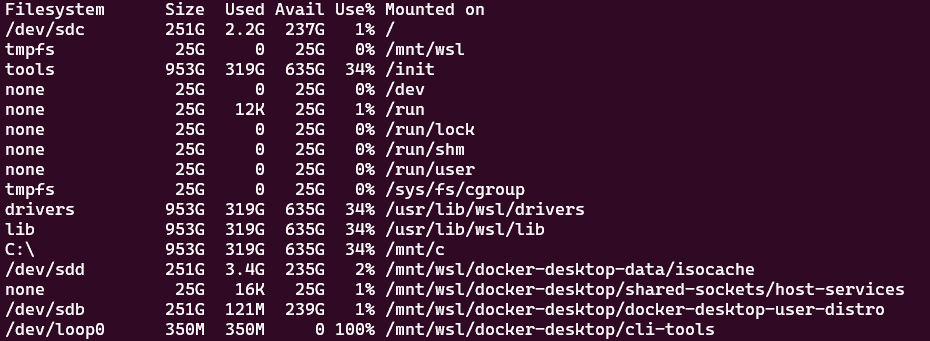 Filesystem      Size  Used Avail Use% Mounted on
/dev/sdc        251G  2.2G  237G   1% /
tmpfs            25G     0   25G   0% /mnt/wsl
tools           953G  319G  635G  34% /init
none             25G     0   25G   0% /dev
none             25G   12K   25G   1% /run
none             25G     0   25G   0% /run/lock
none             25G     0   25G   0% /run/shm
none             25G     0   25G   0% /run/user
tmpfs            25G     0   25G   0% /sys/fs/cgroup
drivers         953G  319G  635G  34% /usr/lib/wsl/drivers
lib             953G  319G  635G  34% /usr/lib/wsl/lib
C:\             953G  319G  635G  34% /mnt/c
/dev/sdd        251G  3.4G  235G   2% /mnt/wsl/docker-desktop-data/isocache
none             25G   16K   25G   1% /mnt/wsl/docker-desktop/shared-sockets/host-services
/dev/sdb        251G  121M  239G   1% /mnt/wsl/docker-desktop/docker-desktop-user-distro
/dev/loop0      350M  350M     0 100% /mnt/wsl/docker-desktop/cli-tools